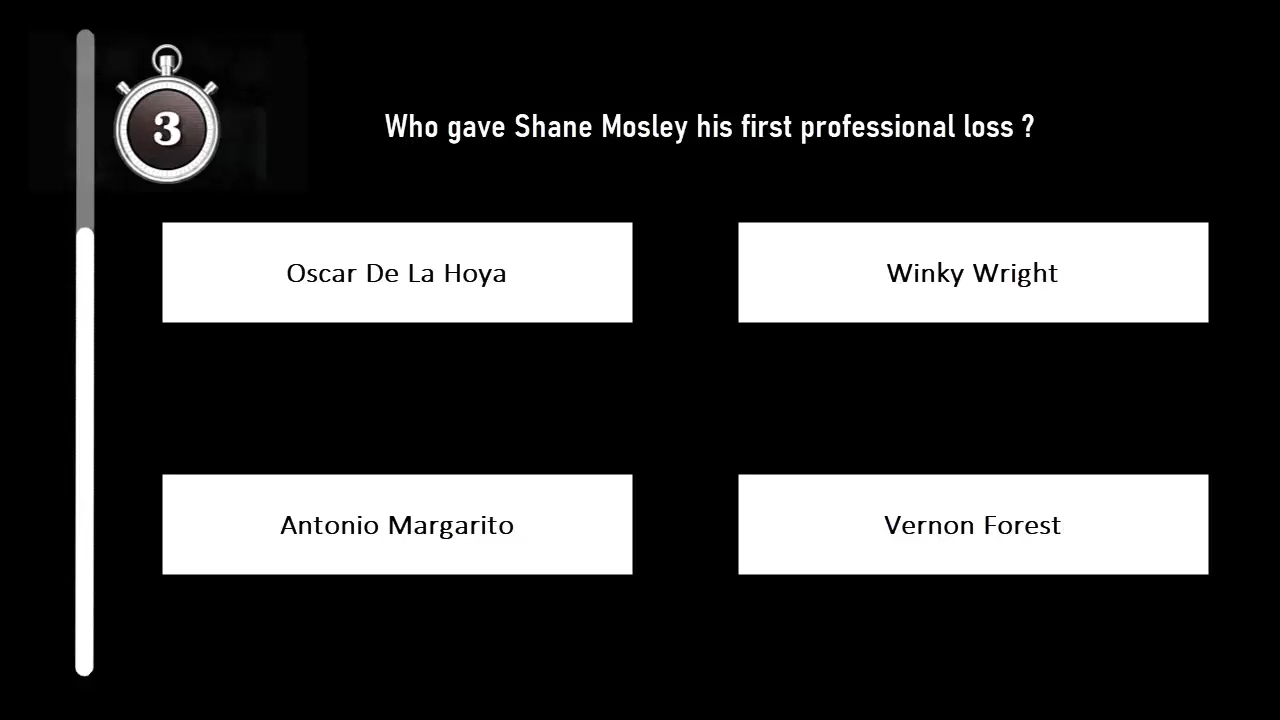 3
Who gave Shane Mosley his first professional loss ?
Oscar De La Hoya
Winky Wright
Antonio Margarito
Vernon Forest